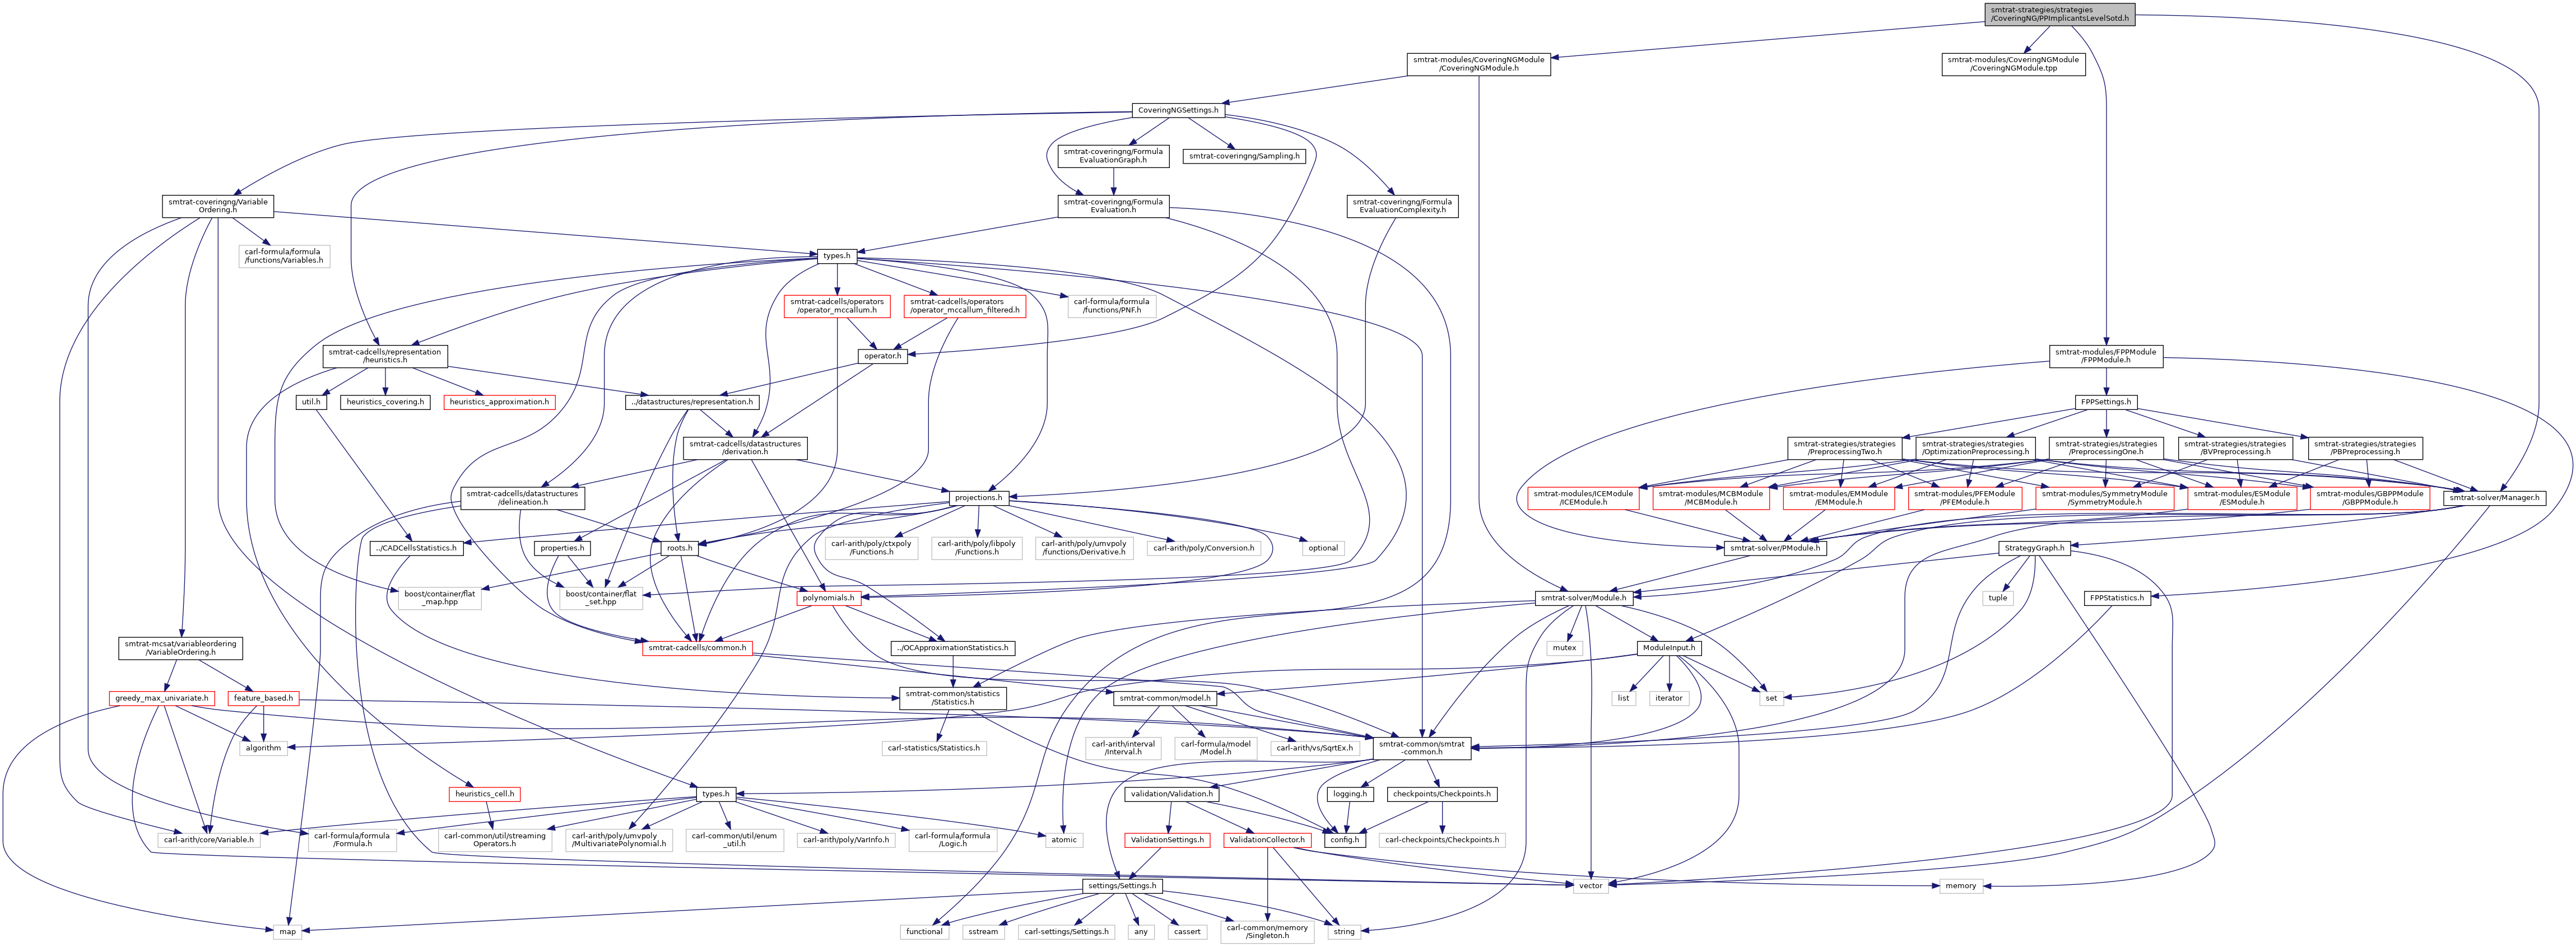 smtrat-strategies/strategies
/CoveringNG/PPImplicantsLevelSotd.h
smtrat-modules/CoveringNGModule
/CoveringNGModule.h
smtrat-modules/CoveringNGModule
/CoveringNGModule.tpp
CoveringNGSettings.h
smtrat-coveringng/Formula
EvaluationGraph.h
smtrat-coveringng/Sampling.h
smtrat-coveringng/Variable
Ordering.h
smtrat-coveringng/Formula
Evaluation.h
smtrat-coveringng/Formula
EvaluationComplexity.h
carl-formula/formula
/functions/Variables.h
types.h
smtrat-cadcells/operators
/operator_mccallum.h
smtrat-cadcells/operators
/operator_mccallum_filtered.h
carl-formula/formula
/functions/PNF.h
smtrat-cadcells/representation
/heuristics.h
operator.h
smtrat-modules/FPPModule
/FPPModule.h
util.h
heuristics_covering.h
heuristics_approximation.h
../datastructures/representation.h
FPPSettings.h
smtrat-cadcells/datastructures
/derivation.h
smtrat-strategies/strategies
/PreprocessingTwo.h
smtrat-strategies/strategies
/OptimizationPreprocessing.h
smtrat-strategies/strategies
/PreprocessingOne.h
smtrat-strategies/strategies
/BVPreprocessing.h
smtrat-strategies/strategies
/PBPreprocessing.h
smtrat-cadcells/datastructures
/delineation.h
projections.h
smtrat-modules/ICEModule
/ICEModule.h
smtrat-modules/MCBModule
/MCBModule.h
smtrat-modules/EMModule
/EMModule.h
smtrat-modules/PFEModule
/PFEModule.h
smtrat-modules/SymmetryModule
/SymmetryModule.h
smtrat-modules/ESModule
/ESModule.h
smtrat-modules/GBPPModule
/GBPPModule.h
smtrat-solver/Manager.h
../CADCellsStatistics.h
properties.h
roots.h
carl-arith/poly/ctxpoly
/Functions.h
carl-arith/poly/libpoly
/Functions.h
carl-arith/poly/umvpoly
/functions/Derivative.h
carl-arith/poly/Conversion.h
optional
smtrat-solver/PModule.h
StrategyGraph.h
boost/container/flat
_map.hpp
boost/container/flat
_set.hpp
polynomials.h
smtrat-solver/Module.h
tuple
FPPStatistics.h
smtrat-mcsat/variableordering
/VariableOrdering.h
smtrat-cadcells/common.h
../OCApproximationStatistics.h
mutex
ModuleInput.h
greedy_max_univariate.h
feature_based.h
smtrat-common/statistics
/Statistics.h
smtrat-common/model.h
list
iterator
set
algorithm
carl-statistics/Statistics.h
carl-arith/interval
/Interval.h
carl-formula/model
/Model.h
carl-arith/vs/SqrtEx.h
smtrat-common/smtrat
-common.h
heuristics_cell.h
types.h
validation/Validation.h
logging.h
checkpoints/Checkpoints.h
carl-arith/core/Variable.h
carl-formula/formula
/Formula.h
carl-common/util/streaming
Operators.h
carl-arith/poly/umvpoly
/MultivariatePolynomial.h
carl-common/util/enum
_util.h
carl-arith/poly/VarInfo.h
carl-formula/formula
/Logic.h
atomic
ValidationSettings.h
ValidationCollector.h
config.h
carl-checkpoints/Checkpoints.h
settings/Settings.h
vector
memory
map
functional
sstream
carl-settings/Settings.h
any
cassert
carl-common/memory
/Singleton.h
string